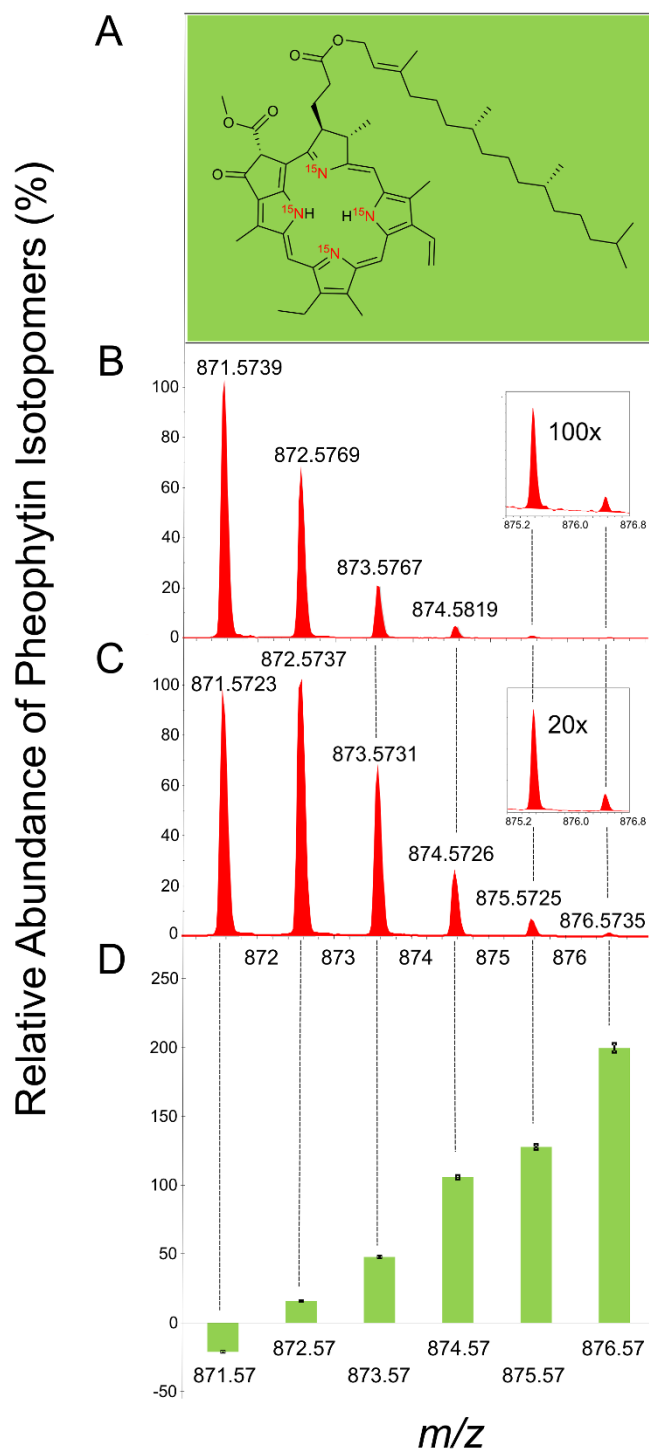 Relative Abundance of Pheophytin Isotopomers (%)
A
O
O
O
O
O
15N
15NH
H 15N
15N
B
871.5739
872.5769
873.5767
874.5819
100x
875.2 876.0 876.8
100
80
60
40
20
0
C
871.5723
872.5737
873.5731
874.5726
875.5725
876.5735
20x
875.2 876.0 876.8
100
80
60
40
20
0
872 873 874 875 876
D
250
200
150
100
50
0
-50
871.57
872.57
873.57
874.57
875.57
876.57
m/z